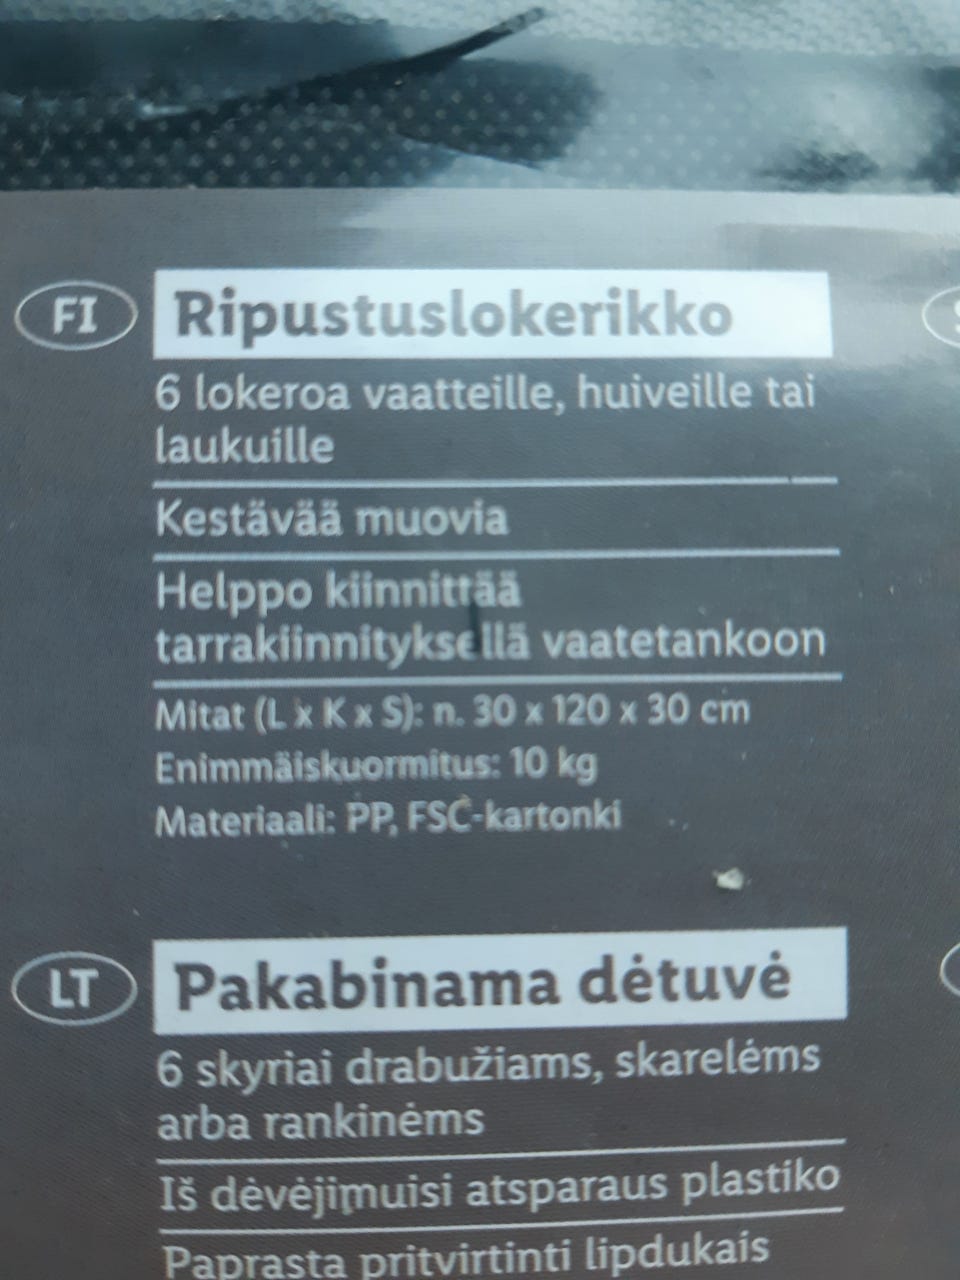 FI
Ripustuslokerikko
6 lokeroa vaatteille, huiveille tai
laukuille
Kestävää muovia
Helppo kiinnittää
tarrakiinnityksellä vaatetankoon
Mitat (L x K x S): n. 30 x 120 x 30 cm
Enimmäiskuormitus: 10 kg
Materiaali: PP, FSC-kartonki
LT
Pakabinama dėtuvė
6 skyriai drabužiams, skarelėms
arba rankinėms
Iš dėvėjimuisi atsparaus plastiko
Paprasta pritvirtinti lipdukais